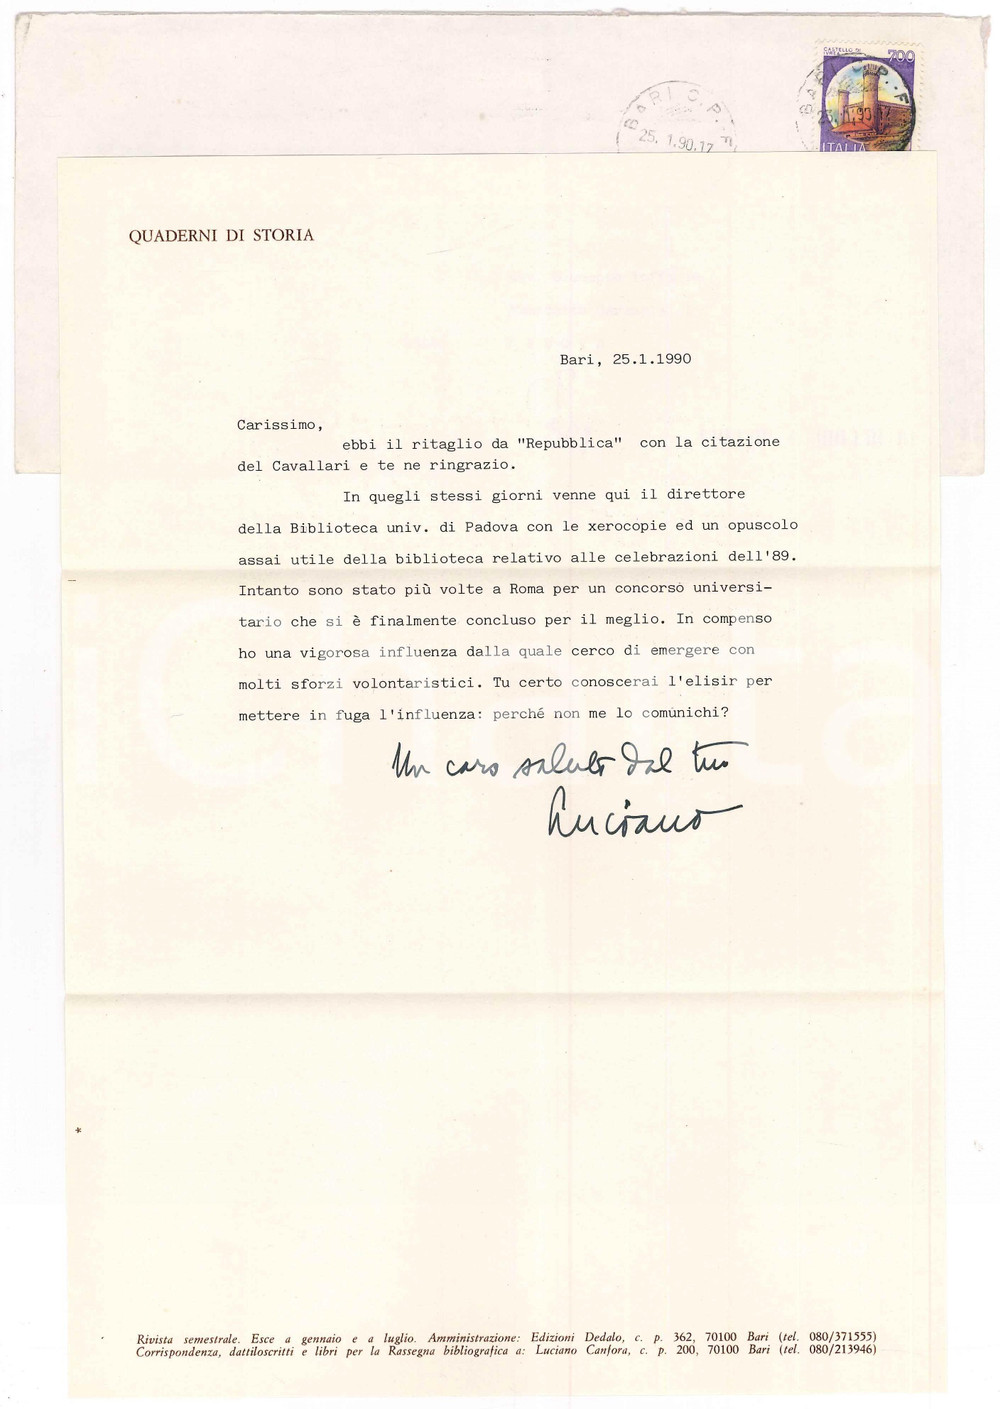 CASTELLO DI
IVREA
700
BARI C.P.-F
25. 1.90.17
BARI C.P.-F
ITALIA
QUADERNI DI STORIA
Bari, 25.1.1990
Carissimo,
ebbi il ritaglio da "Repubblica" con la citazione
del Cavallari e te ne ringrazio.
In quegli stessi giorni venne qui il direttore
della Biblioteca univ. di Padova con le xerocopie ed un opuscolo
assai utile della biblioteca relativo alle celebrazioni dell'89.
Intanto sono stato più volte a Roma per un concorso universi-
tario che si è finalmente concluso per il meglio. In compenso
ho una vigorosa influenza dalla quale cerco di emergere con
molti sforzi volontaristici. Tu certo conoscerai l'elisir per
mettere in fuga l'influenza: perché non me lo comunichi?
Un caro saluto dal tuo
Luciano
*
Rivista semestrale. Esce a gennaio e a luglio. Amministrazione: Edizioni Dedalo, c. p. 362, 70100 Bari (tel. 080/371555)
Corrispondenza, dattiloscritti e libri per la Rassegna bibliografica a: Luciano Canfora, c. p. 200, 70100 Bari (tel. 080/213946)